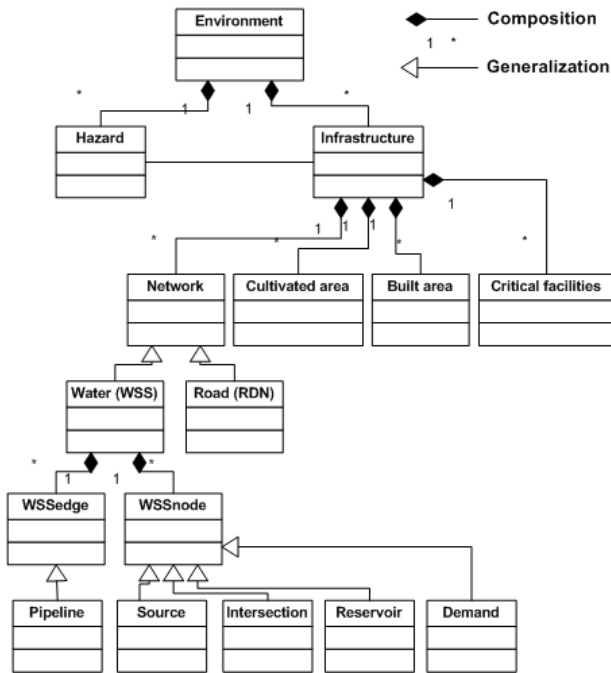 Environment
Composition
1 *
Generalization
* 1 1 *
Hazard
Infrastructure
1
1 1 1
* * * *
Network
Cultivated area
Built area
Critical facilities
Water (WSS)
Road (RDN)
* 1 1 *
WSSedge
WSSnode
Pipeline
Source
Intersection
Reservoir
Demand